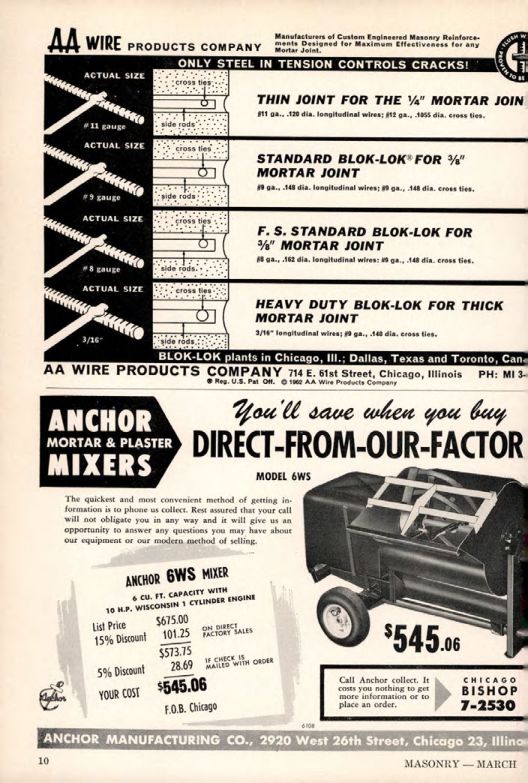 AA WIRE PRODUCTS COMPANY
Manufacturers of Custom Engineered Masonry Reinforce-
ments Designed for Maximum Effectiveness for any
Mortar Joint.
ONLY STEEL IN TENSION CONTROLS CRACKS!
ACTUAL SIZE
#11 gauge
cross ties
side rods
THIN JOINT FOR THE ¼" MORTAR JOIN
#11 ga., .120 dia. longitudinal wires; #12 ga., .1055 dia. cross ties.
ACTUAL SIZE
#9 gauge
cross ties
side rods
STANDARD BLOK-LOK® FOR ⅜"
MORTAR JOINT
#9 ga., .148 dia. longitudinal wires; #9 ga., .148 dia. cross ties.
ACTUAL SIZE
#8 gauge
cross ties
side rods
F. S. STANDARD BLOK-LOK FOR
⅜" MORTAR JOINT
#8 ga., .162 dia. longitudinal wires; #9 ga., .148 dia. cross ties.
ACTUAL SIZE
3/16"
cross ties
side rods
HEAVY DUTY BLOK-LOK FOR THICK
MORTAR JOINT
3/16" longitudinal wires; #9 ga., .148 dia. cross ties.
BLOK-LOK plants in Chicago, Ill.; Dallas, Texas and Toronto, Can
AA WIRE PRODUCTS COMPANY 714 E. 61st Street, Chicago, Illinois PH: MI 3-
® Reg. U.S. Pat Off. © 1962 AA Wire Products Company
ANCHOR
MORTAR & PLASTER
MIXERS
You'll save when you buy
DIRECT-FROM-OUR-FACTOR
MODEL 6WS
The quickest and most convenient method of getting in-
formation is to phone us collect. Rest assured that your call
will not obligate you in any way and it will give us an
opportunity to answer any questions you may have about
our equipment or our modern method of selling.
ANCHOR 6WS MIXER
6 CU. FT. CAPACITY WITH
10 H.P. WISCONSIN 1 CYLINDER ENGINE
List Price $675.00
15% Discount 101.25 ON DIRECT FACTORY SALES
$573.75
5% Discount 28.69 IF CHECK IS MAILED WITH ORDER
YOUR COST $545.06
F.O.B. Chicago
Anchor
$545.06
Call Anchor collect. It
costs you nothing to get
more information or to
place an order.
CHICAGO
BISHOP
7-2530
6108
ANCHOR MANUFACTURING CO., 2920 West 26th Street, Chicago 23, Illino
10
MASONRY — MARCH